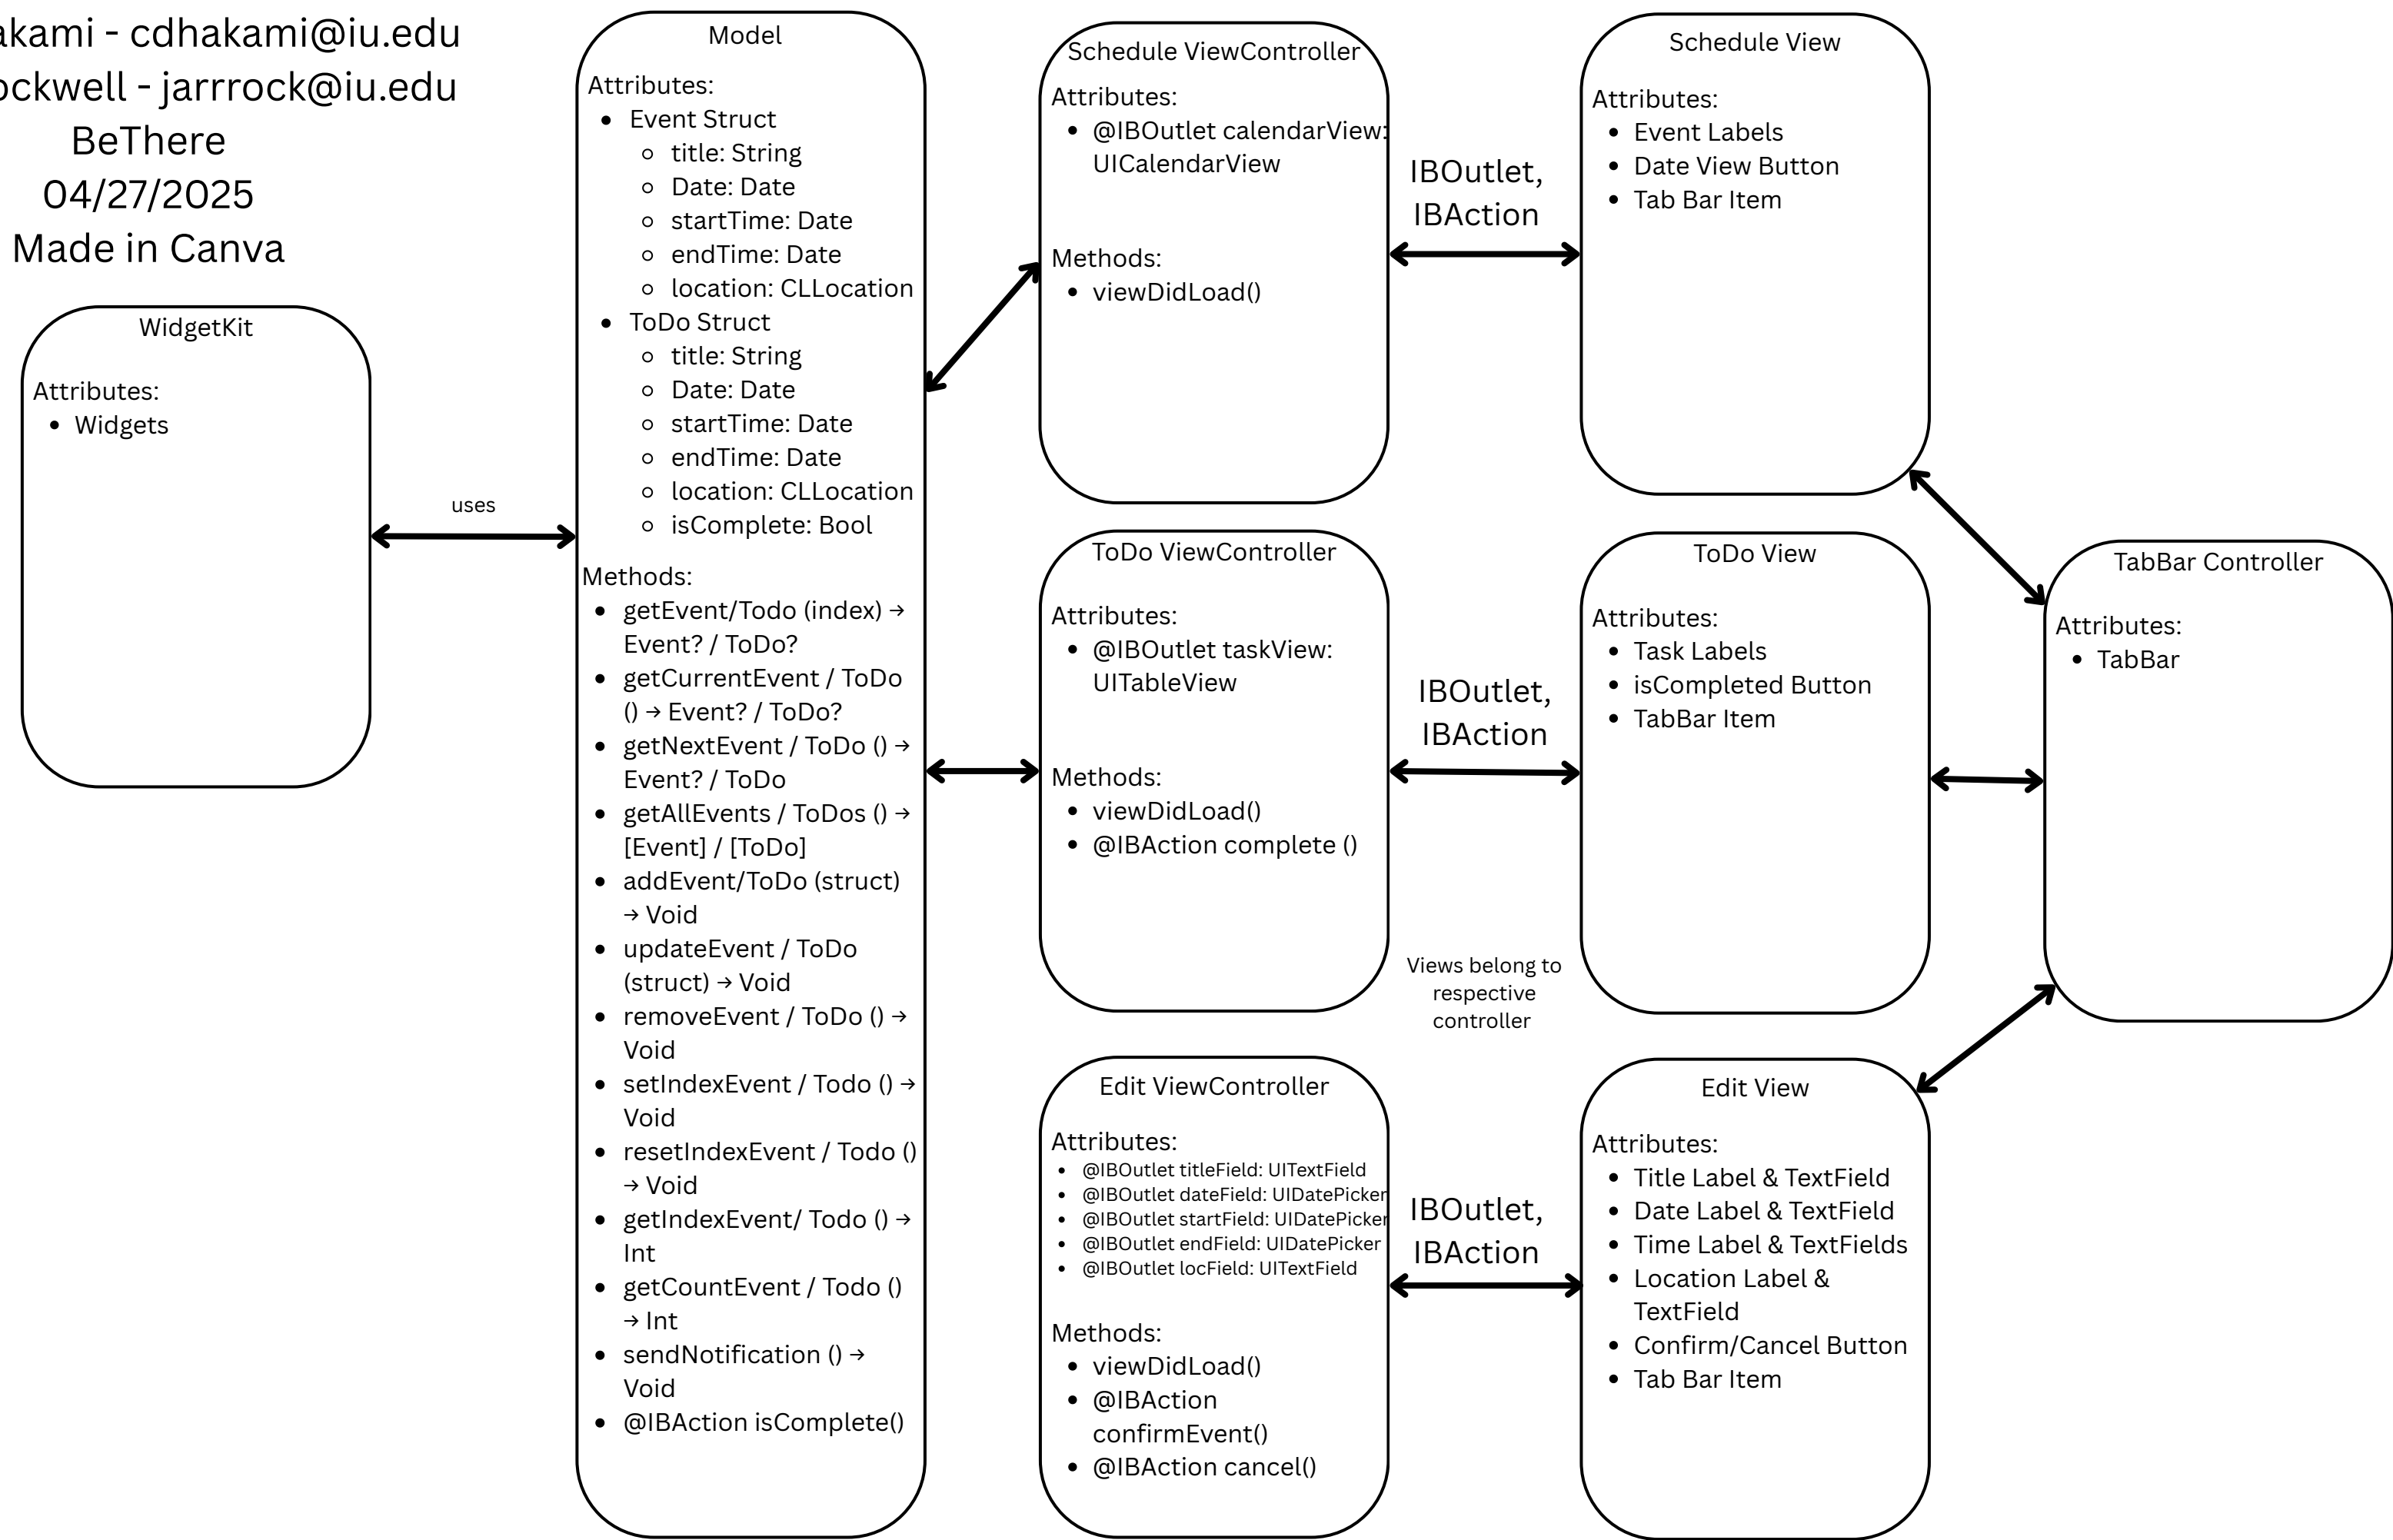 akami - cdhakami@iu.edu
ockwell - jarrrock@iu.edu
BeThere
04/27/2025
Made in Canva
WidgetKit
Attributes:
• Widgets
uses
Model
Attributes:
• Event Struct
◦ title: String
◦ Date: Date
◦ startTime: Date
◦ endTime: Date
◦ location: CLLocation
• ToDo Struct
◦ title: String
◦ Date: Date
◦ startTime: Date
◦ endTime: Date
◦ location: CLLocation
◦ isComplete: Bool
Methods:
• getEvent/Todo (index) →
Event? / ToDo?
• getCurrentEvent / ToDo
() → Event? / ToDo?
• getNextEvent / ToDo () →
Event? / ToDo
• getAllEvents / ToDos () →
[Event] / [ToDo]
• addEvent/ToDo (struct)
→ Void
• updateEvent / ToDo
(struct) → Void
• removeEvent / ToDo () →
Void
• setIndexEvent / Todo () →
Void
• resetIndexEvent / Todo ()
→ Void
• getIndexEvent/ Todo () →
Int
• getCountEvent / Todo ()
→ Int
• sendNotification () →
Void
• @IBAction isComplete()
Schedule ViewController
Attributes:
• @IBOutlet calendarView:
UICalendarView
Methods:
• viewDidLoad()
IBOutlet,
IBAction
Schedule View
Attributes:
• Event Labels
• Date View Button
• Tab Bar Item
ToDo ViewController
Attributes:
• @IBOutlet taskView:
UITableView
Methods:
• viewDidLoad()
• @IBAction complete ()
IBOutlet,
IBAction
Views belong to
respective
controller
ToDo View
Attributes:
• Task Labels
• isCompleted Button
• TabBar Item
TabBar Controller
Attributes:
• TabBar
Edit ViewController
Attributes:
• @IBOutlet titleField: UITextField
• @IBOutlet dateField: UIDatePicker
• @IBOutlet startField: UIDatePicker
• @IBOutlet endField: UIDatePicker
• @IBOutlet locField: UITextField
Methods:
• viewDidLoad()
• @IBAction
confirmEvent()
• @IBAction cancel()
IBOutlet,
IBAction
Edit View
Attributes:
• Title Label & TextField
• Date Label & TextField
• Time Label & TextFields
• Location Label &
TextField
• Confirm/Cancel Button
• Tab Bar Item